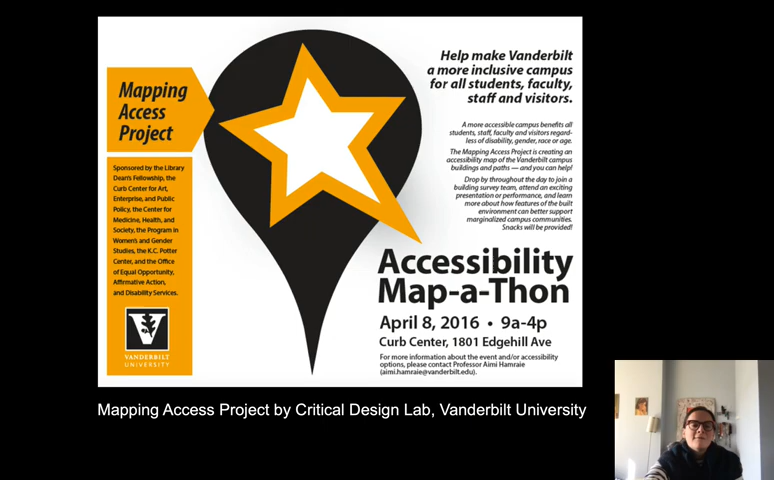 Mapping
Access
Project
Sponsored by the Library
Dean's Fellowship, the
Curb Center for Art,
Enterprise, and Public
Policy, the Center for
Medicine, Health, and
Society, the Program in
Women's and Gender
Studies, the K.C. Potter
Center, and the Office
of Equal Opportunity,
Affirmative Action,
and Disability Services.
VANDERBILT
UNIVERSITY
Help make Vanderbilt
a more inclusive campus
for all students, faculty,
staff and visitors.
A more accessible campus benefits all
students, staff, faculty and visitors regard-
less of disability, gender, race or age.
The Mapping Access Project is creating an
accessibility map of the Vanderbilt campus
buildings and paths — and you can help!
Drop by throughout the day to join a
building survey team, attend an exciting
presentation or performance, and learn
more about how features of the built
environment can better support
marginalized campus communities.
Snacks will be provided!
Accessibility
Map-a-Thon
April 8, 2016 • 9a-4p
Curb Center, 1801 Edgehill Ave
For more information about the event and/or accessibility
options, please contact Professor Aimi Hamraie
(aimi.hamraie@vanderbilt.edu).
Mapping Access Project by Critical Design Lab, Vanderbilt University